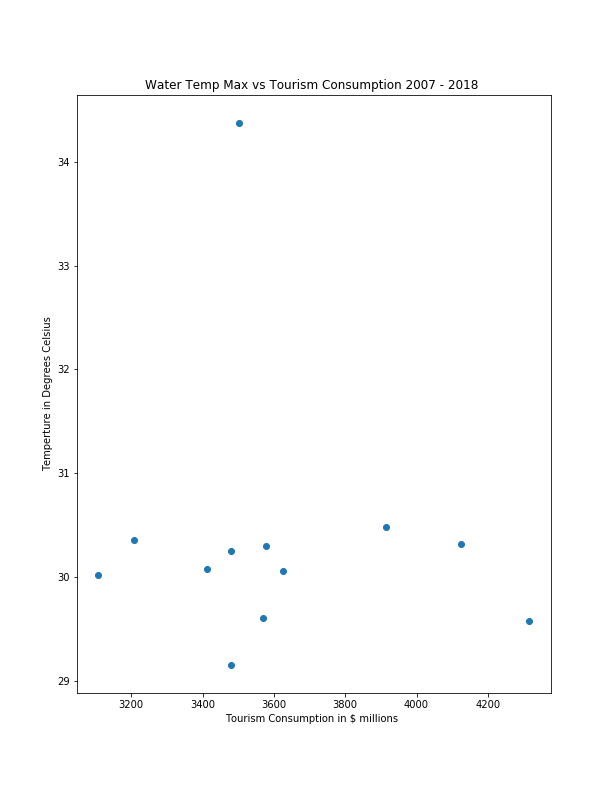 Water Temp Max vs Tourism Consumption 2007 - 2018
34
33
32
31
30
29
Temperture in Degrees Celsius
3200 3400 3600 3800 4000 4200
Tourism Consumption in $ millions